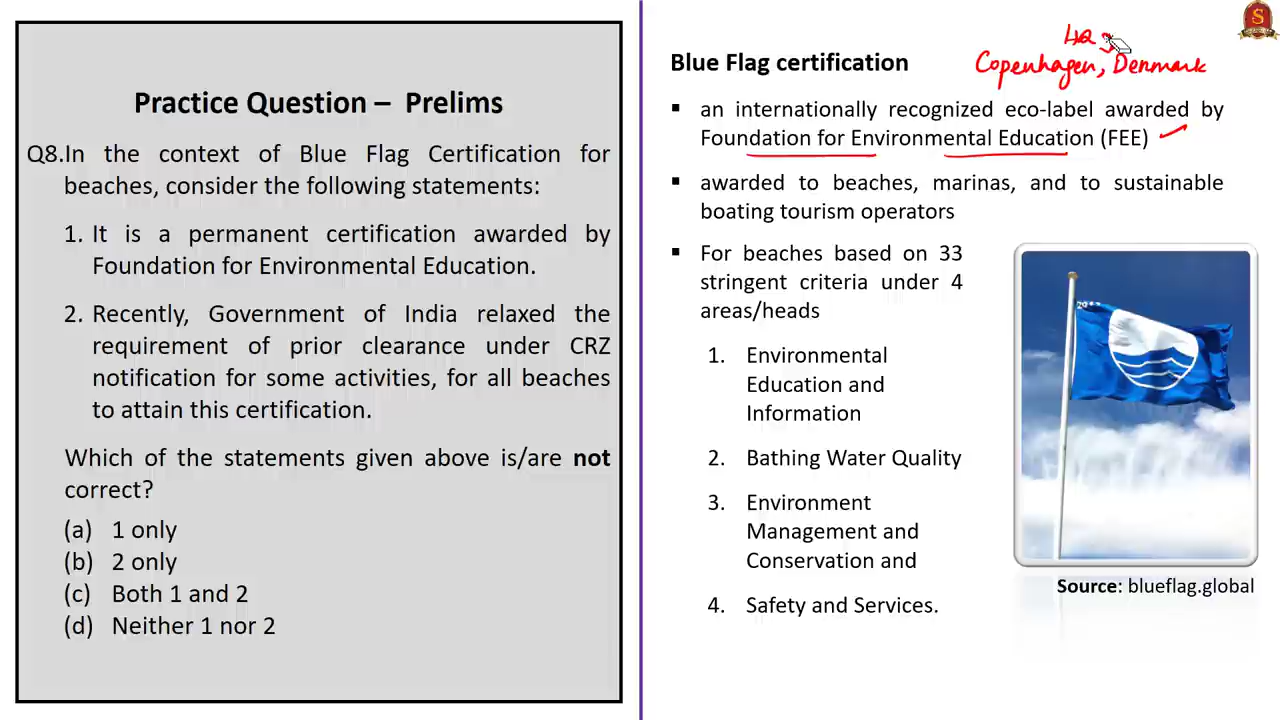 Practice Question – Prelims
Q8.In the context of Blue Flag Certification for
beaches, consider the following statements:
1. It is a permanent certification awarded by
Foundation for Environmental Education.
2. Recently, Government of India relaxed the
requirement of prior clearance under CRZ
notification for some activities, for all beaches
to attain this certification.
Which of the statements given above is/are not
correct?
(a) 1 only
(b) 2 only
(c) Both 1 and 2
(d) Neither 1 nor 2
Copenhagen, Denmark
Blue Flag certification
▪ an internationally recognized eco-label awarded by
Foundation for Environmental Education (FEE)
▪ awarded to beaches, marinas, and to sustainable
boating tourism operators
▪ For beaches based on 33
stringent criteria under 4
areas/heads
1. Environmental
Education and
Information
2. Bathing Water Quality
3. Environment
Management and
Conservation and
4. Safety and Services.
Source: blueflag.global